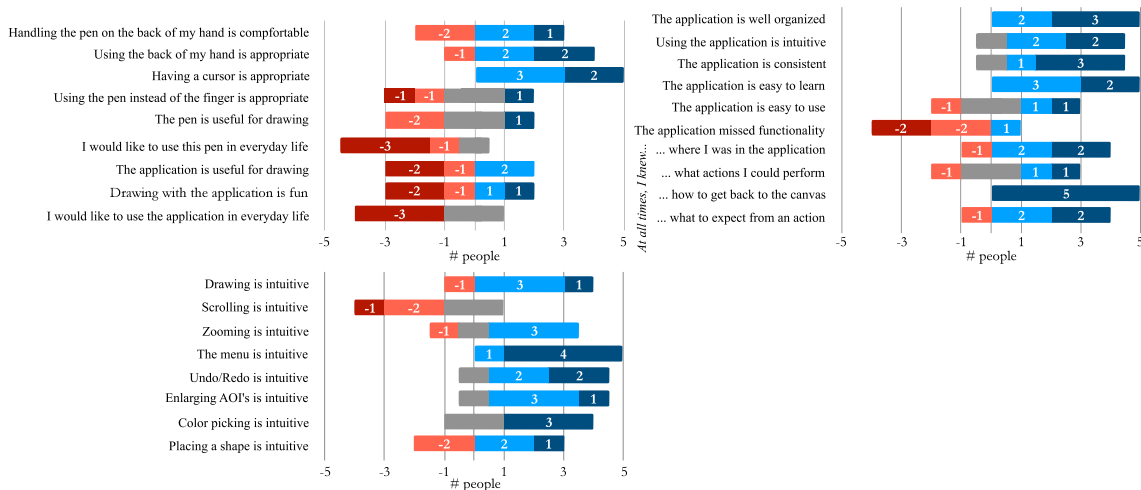 Handling the pen on the back of my hand is compfortable -2 2 1
Using the back of my hand is appropriate -1 2 2
Having a cursor is appropriate 3 2
Using the pen instead of the finger is appropriate -1 -1 1
The pen is useful for drawing -2 1
I would like to use this pen in everyday life -3 -1
The application is useful for drawing -2 -1 2
Drawing with the application is fun -2 -1 1 1
I would like to use the application in everyday life -3
-5 -3 -1 1 3 5
# people
The application is well organized 2 3
Using the application is intuitive 2 2
The application is consistent 1 3
The application is easy to learn 3 2
The application is easy to use -1 1 1
The application missed functionality -2 -2 1
At all times, I knew...
... where I was in the application -1 2 2
... what actions I could perform -1 1 1
... how to get back to the canvas 5
... what to expect from an action -1 2 2
-5 -3 -1 1 3 5
# people
Drawing is intuitive -1 3 1
Scrolling is intuitive -1 -2
Zooming is intuitive -1 3
The menu is intuitive 1 4
Undo/Redo is intuitive 2 2
Enlarging AOI's is intuitive 3 1
Color picking is intuitive 3
Placing a shape is intuitive -2 2 1
-5 -3 -1 1 3 5
# people